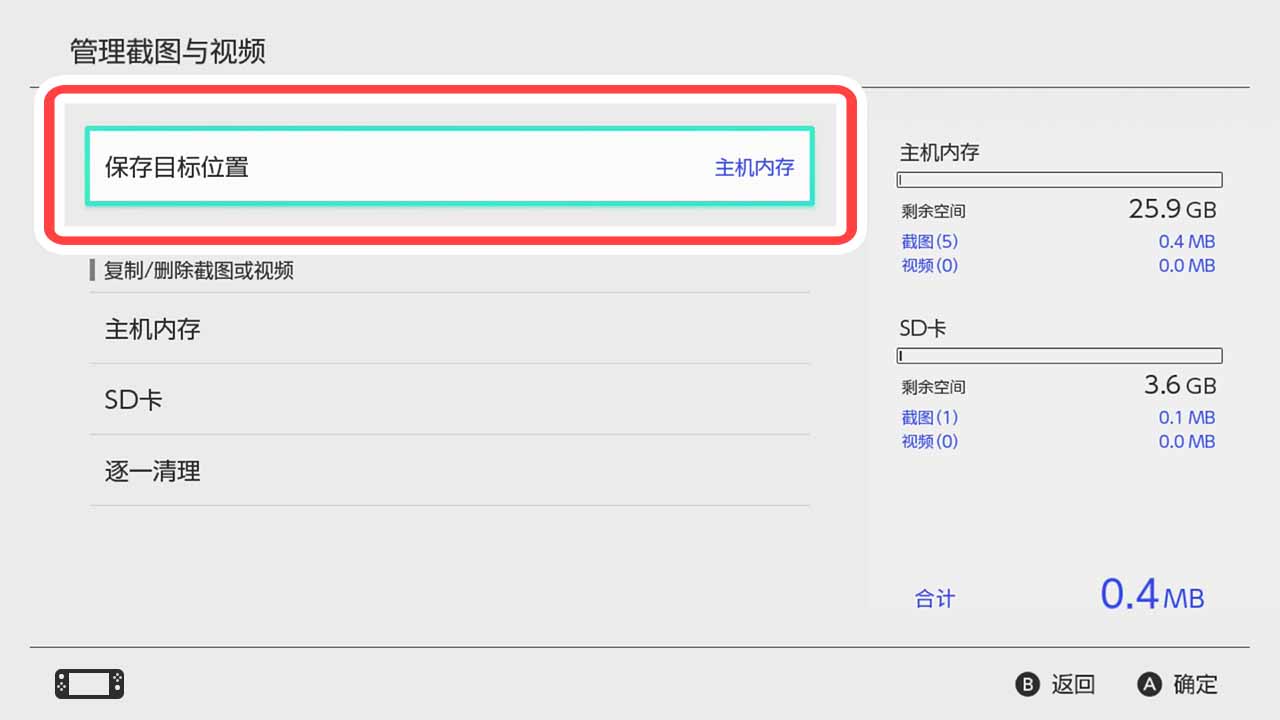 管理截图与视频
保存目标位置 主机内存
复制/删除截图或视频
主机内存
SD卡
逐一清理
主机内存
剩余空间 25.9 GB
截图(5) 0.4 MB
视频(0) 0.0 MB
SD卡
剩余空间 3.6 GB
截图(1) 0.1 MB
视频(0) 0.0 MB
合计 0.4 MB
B 返回 A 确定